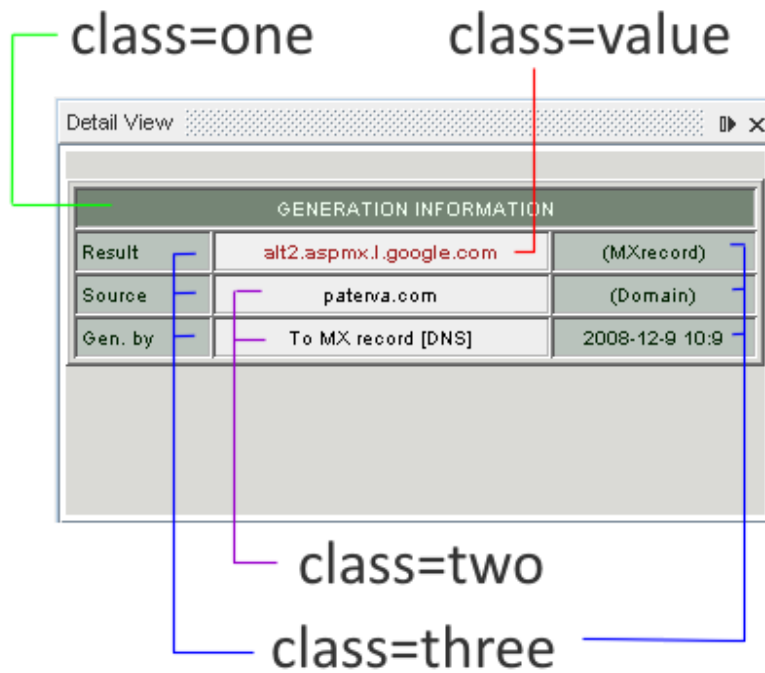 class=one class=value
Detail View
GENERATION INFORMATION
Result alt2.aspmx.l.google.com (MXrecord)
Source paterva.com (Domain)
Gen. by To MX record [DNS] 2008-12-9 10:9
class=two
class=three